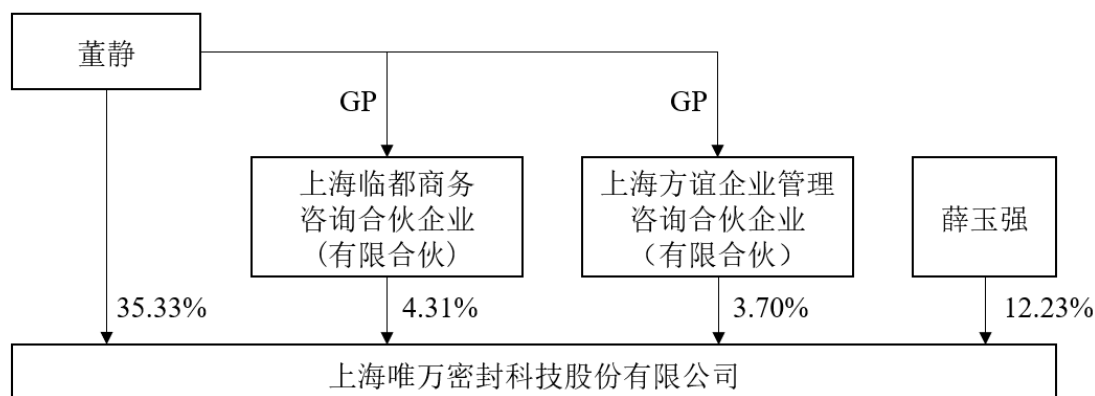 董静
GP
GP
上海临都商务
咨询合伙企业
(有限合伙)
上海方谊企业管理
咨询合伙企业
（有限合伙）
薛玉强
35.33%
4.31%
3.70%
12.23%
上海唯万密封科技股份有限公司